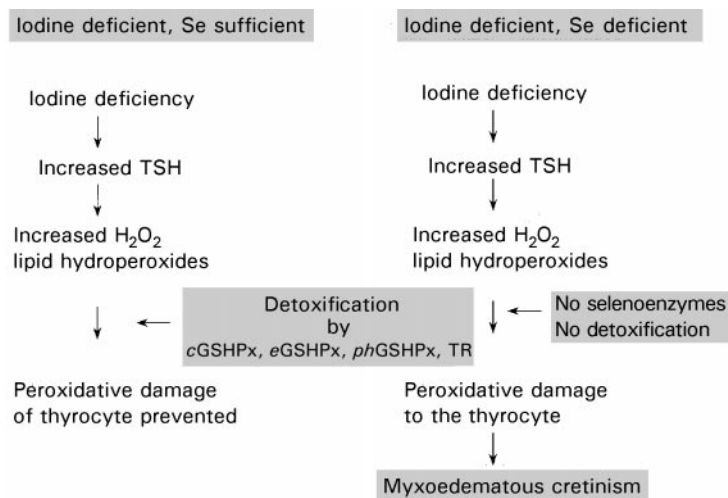 Iodine deficient, Se sufficient
Iodine deficiency
Increased TSH
Increased H₂O₂
lipid hydroperoxides
Detoxification
by
cGSHPx, eGSHPx, phGSHPx, TR
Peroxidative damage
of thyrocyte prevented
Iodine deficient, Se deficient
Iodine deficiency
Increased TSH
Increased H₂O₂
lipid hydroperoxides
No selenoenzymes
No detoxification
Peroxidative damage
to the thyrocyte
Myxoedematous cretinism